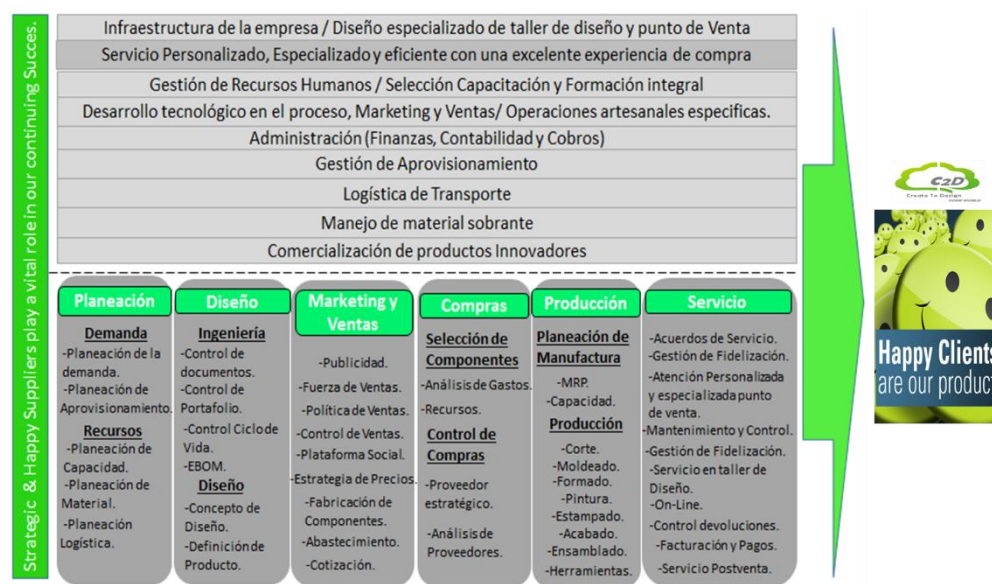 Strategic & Happy Suppliers play a vital role in our continuing Succes.
Infraestructura de la empresa / Diseño especializado de taller de diseño y punto de Venta
Servicio Personalizado, Especializado y eficiente con una excelente experiencia de compra
Gestión de Recursos Humanos / Selección Capacitación y Formación integral
Desarrollo tecnológico en el proceso, Marketing y Ventas/ Operaciones artesanales especificas.
Administración (Finanzas, Contabilidad y Cobros)
Gestión de Aprovisionamiento
Logística de Transporte
Manejo de material sobrante
Comercialización de productos Innovadores
Planeación
Demanda
-Planeación de la
demanda.
-Planeación de
Aprovisionamiento.
Recursos
-Planeación de
Capacidad.
-Planeación de
Material.
-Planeación
Logística.
Diseño
Ingeniería
-Control de
documentos.
-Control de
Portafolio.
-Control Ciclo de
Vida.
-EBOM.
Diseño
-Concepto de
Diseño.
-Definición de
Producto.
Marketing y
Ventas
-Publicidad.
-Fuerza de Ventas.
-Política de Ventas.
-Control de Ventas.
-Plataforma Social.
-Estrategia de Precios.
-Fabricación de
Componentes.
-Abastecimiento.
-Cotización.
Compras
Selección de
Componentes
-Análisis de Gastos.
-Recursos.
Control de
Compras
-Proveedor
estratégico.
-Análisis de
Proveedores.
Producción
Planeación de
Manufactura
-MRP.
-Capacidad.
Producción
-Corte.
-Moldeado.
-Formado.
-Pintura.
-Estampado.
-Acabado.
-Ensamblado.
-Herramientas.
Servicio
-Acuerdos de Servicio.
-Gestión de Fidelización.
-Atención Personalizada
y especializada punto
de venta.
-Mantenimiento y Control.
-Gestión de Fidelización.
-Servicio en taller de
Diseño.
-On-Line.
-Control devoluciones.
-Facturación y Pagos.
-Servicio Postventa.
C2D
Create To Design
Happy Clients
are our product